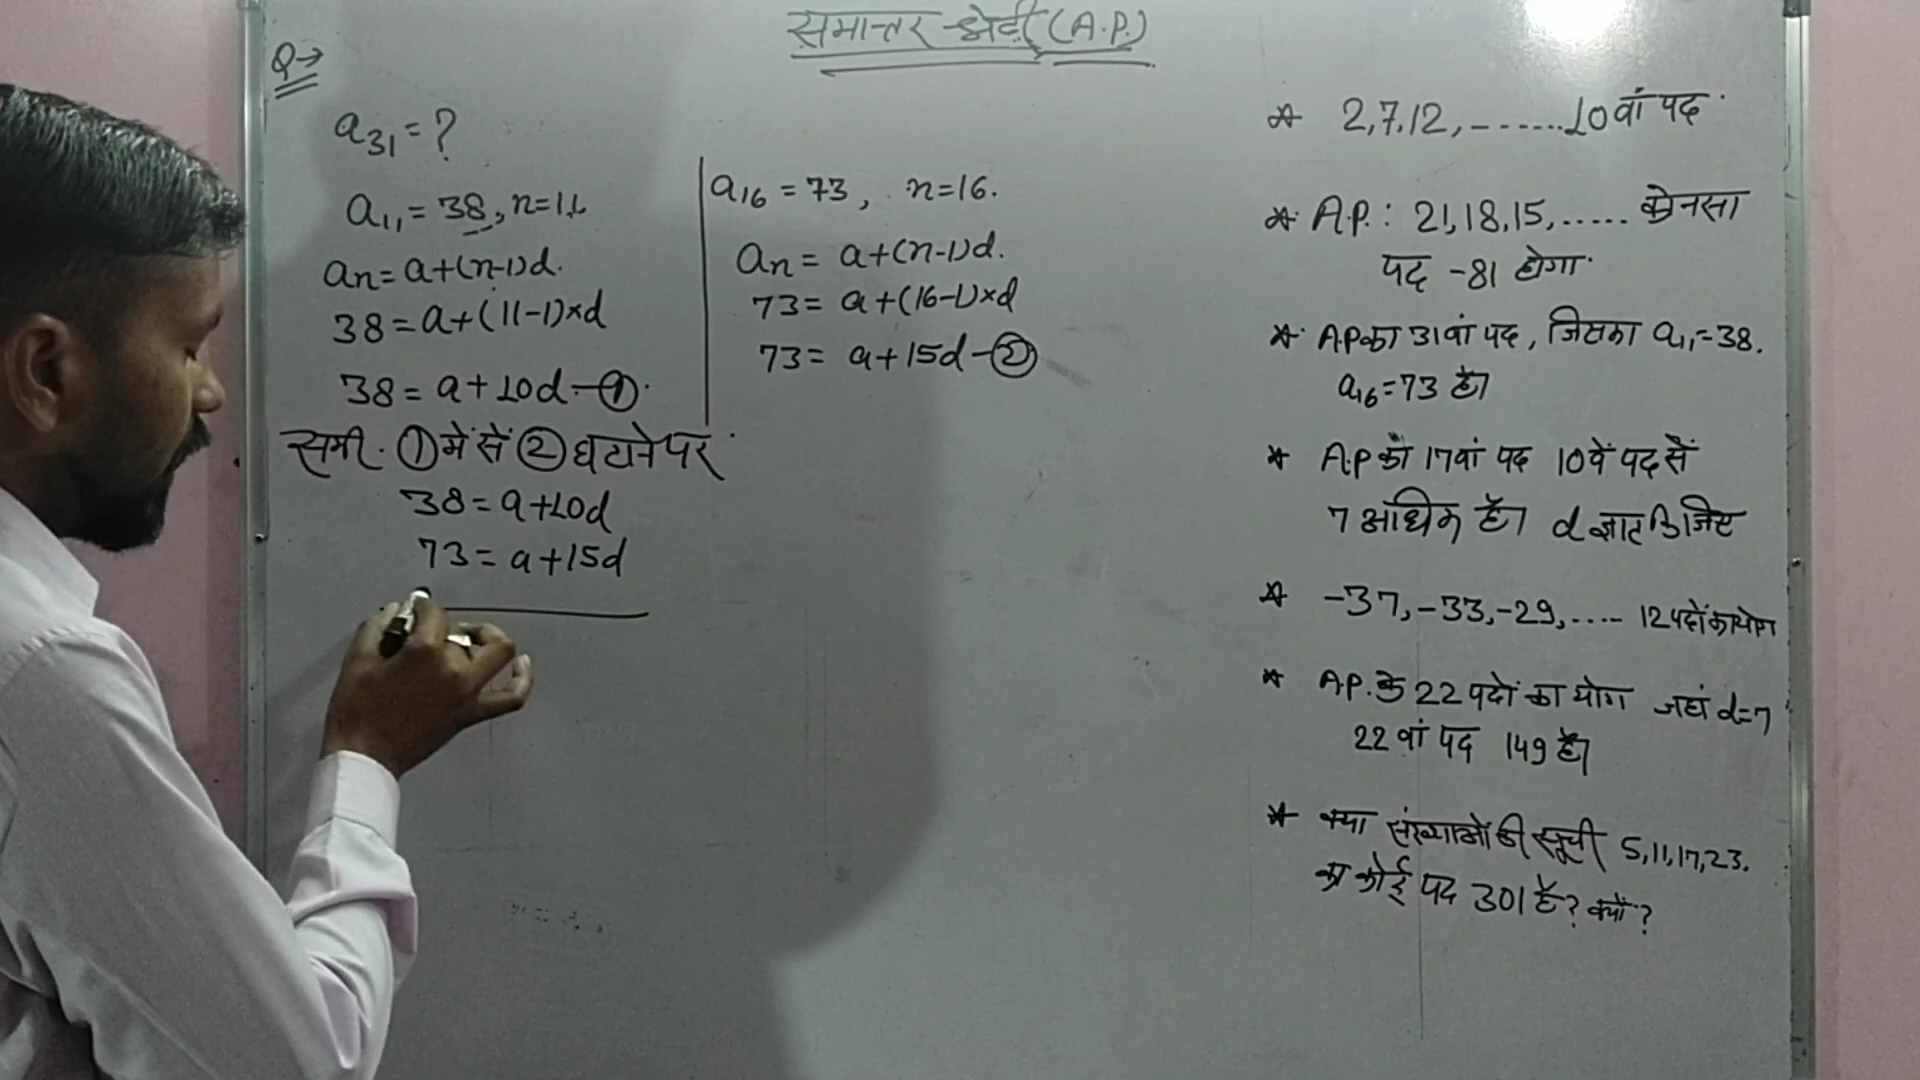 समान्तर श्रेढ़ी (A.P.)
Q→
a₃₁ = ?
a₁₁ = 38, n=11
an = a+(n-1)d.
38 = a+(11-1)×d
38 = a+10d - ①.
a₁₆ = 73, n=16.
an = a+(n-1)d.
73 = a+(16-1)×d
73 = a+15d - ②
समी. ① में से ② घटाने पर
38 = a+10d
73 = a+15d
* 2,7,12, ------- 10वां पद
* A.P.: 21,18,15,...... कोनसा
पद -81 होगा
* A.P का 31वां पद, जिसका a₁₁=38.
a₁₆=73 है।
* A.P का 17वां पद 10वें पद सें
7 अधिक है। d ज्ञात किजिए
* -37,-33,-29,.... 12 पदों का योग
* A.P. के 22 पदों का योग जहां d=7
22 वां पद 149 है।
* क्या संख्याओ की सूची 5,11,17,23.
का कोई पद 301 है? क्यों?